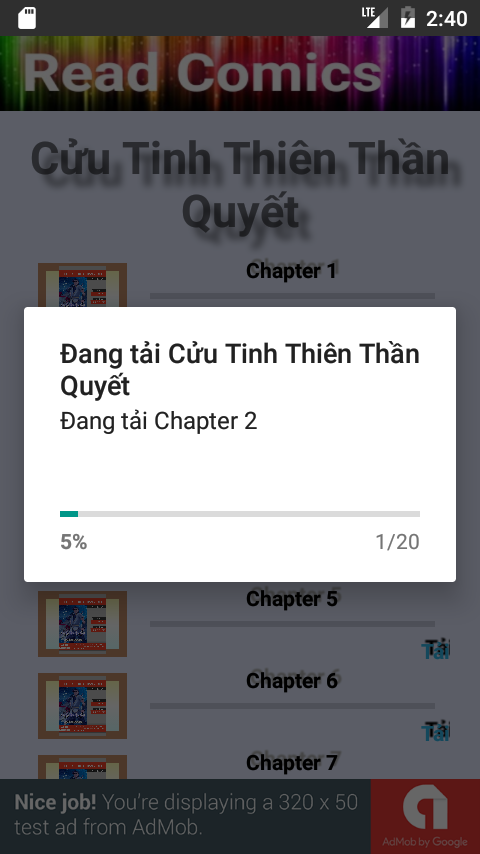 LTE 2:40
Read Comics
Cửu Tinh Thiên Thần
Quyết
Chapter 1
Đang tải Cửu Tinh Thiên Thần
Quyết
Đang tải Chapter 2
5% 1/20
Chapter 5
Tải
Chapter 6
Tải
Chapter 7
Nice job! You're displaying a 320 x 50
test ad from AdMob.
AdMob by Google